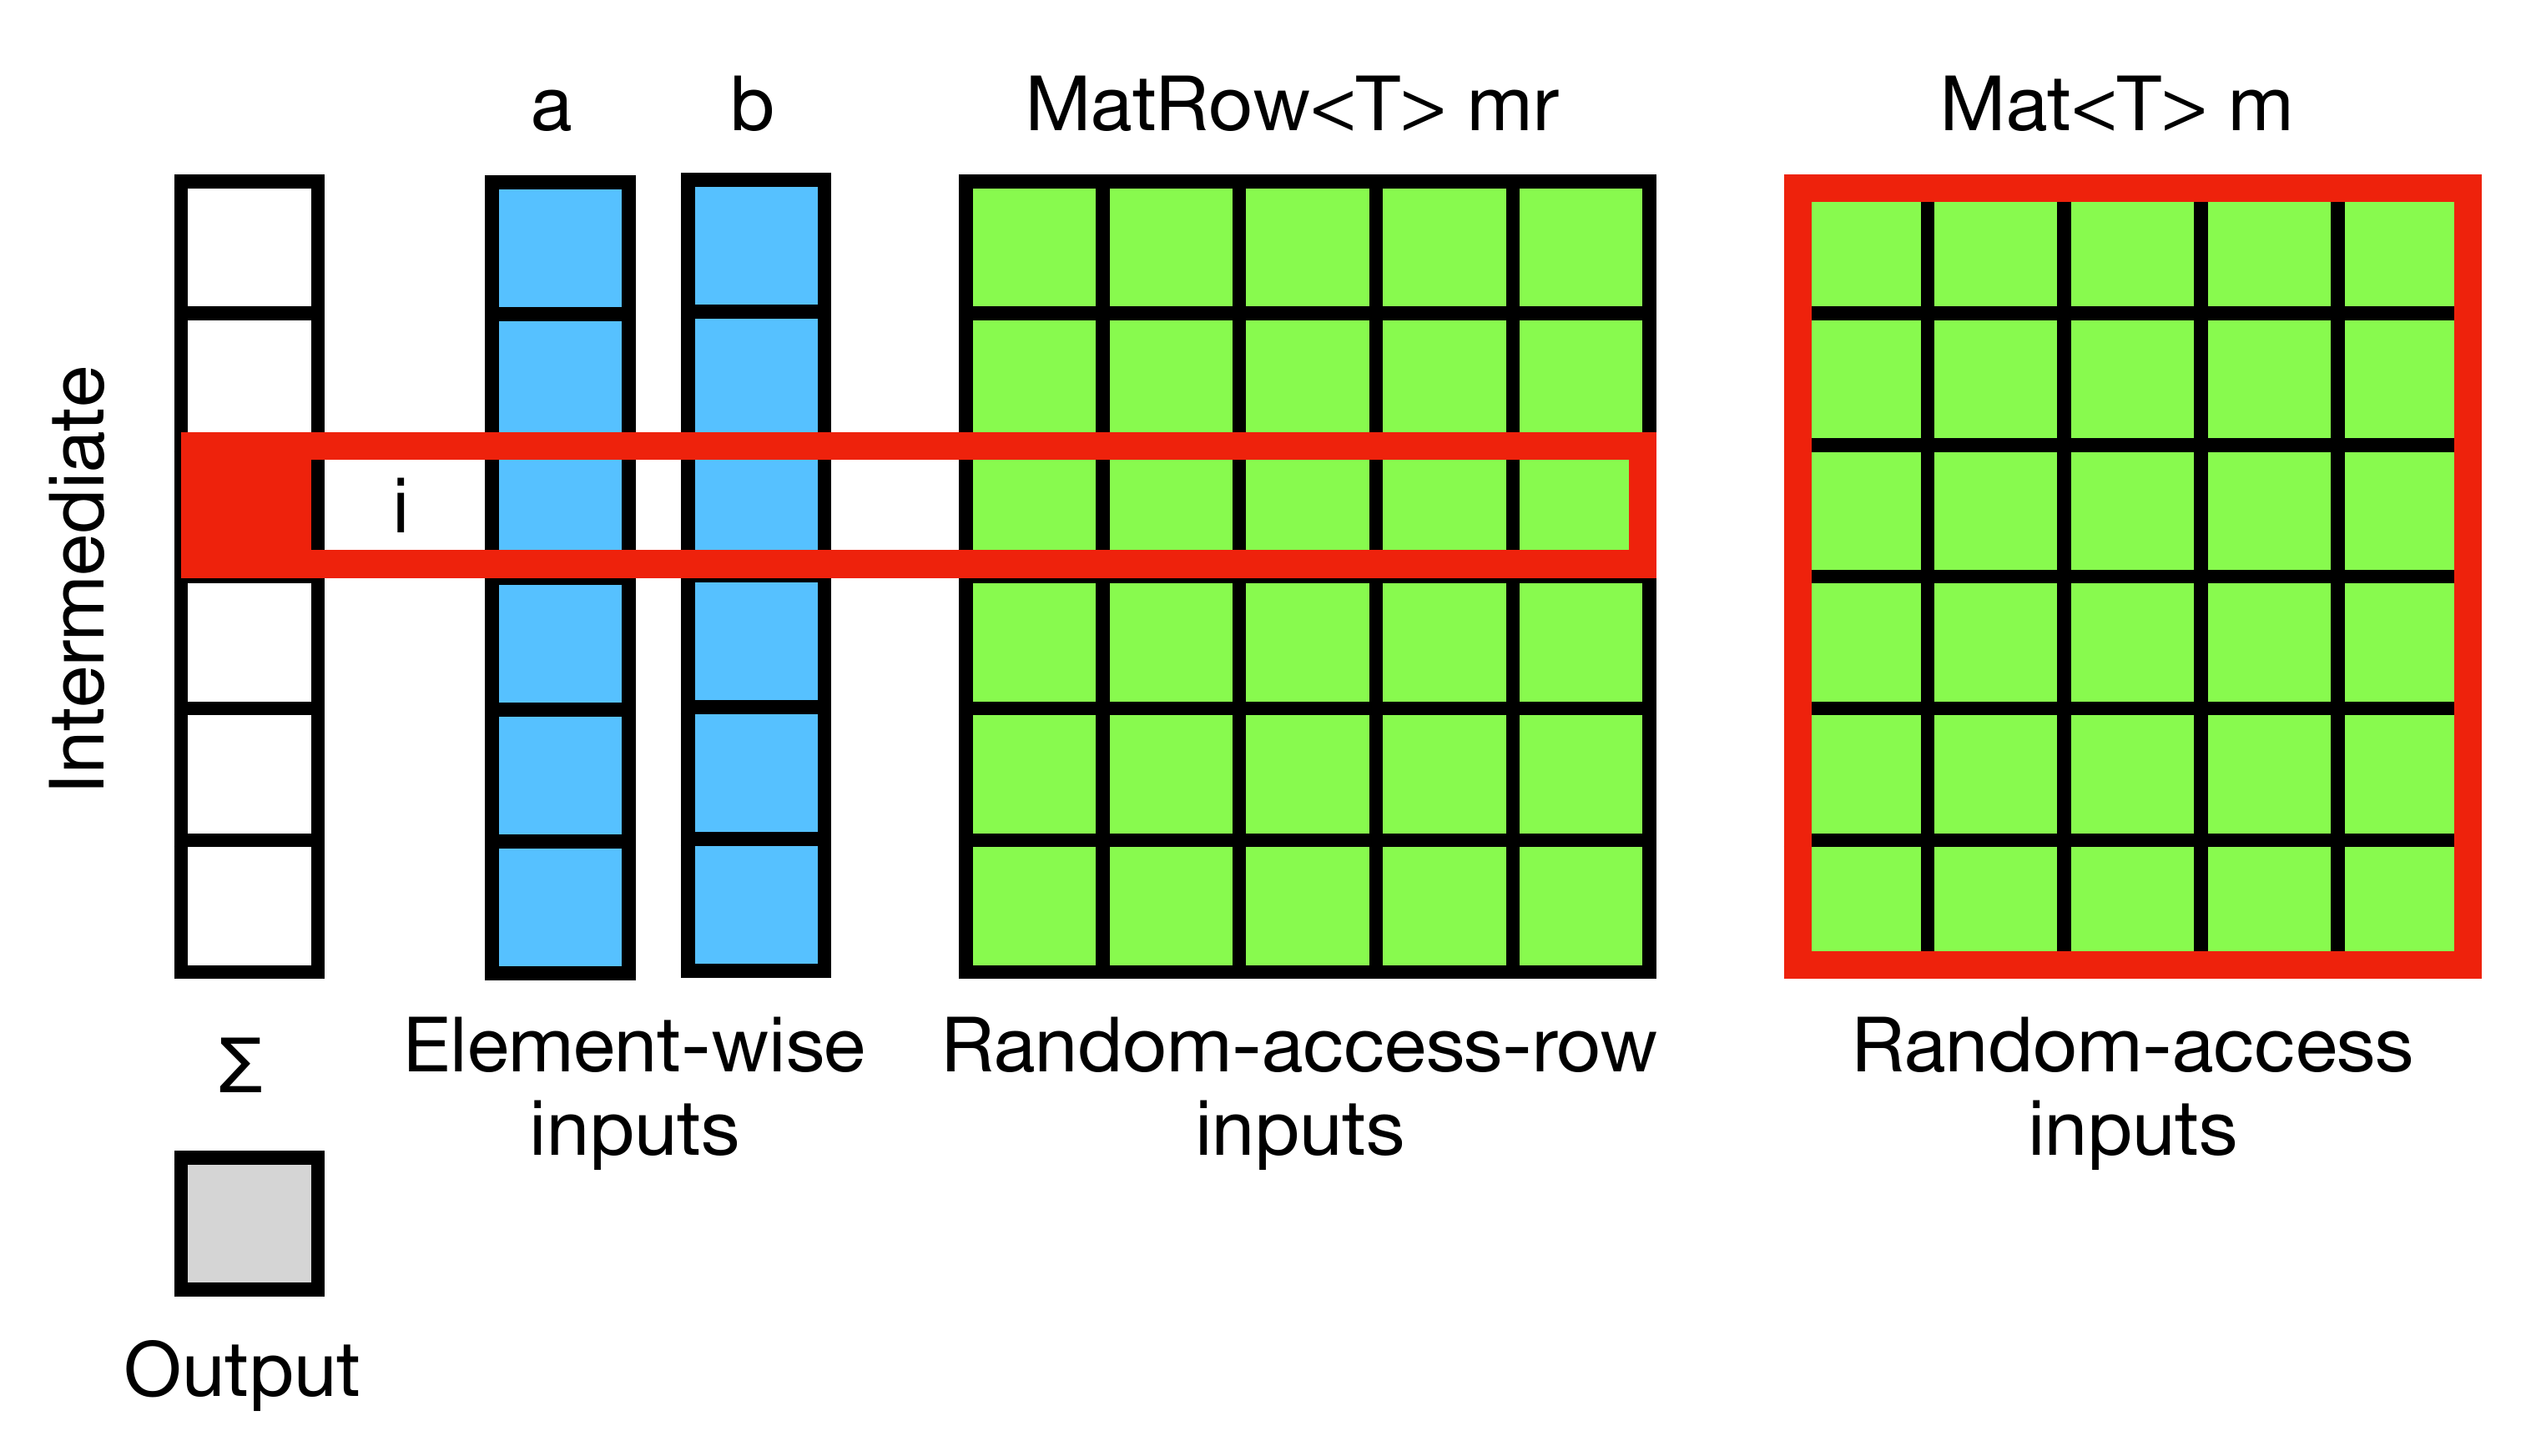 a
b
MatRow<T> mr
Mat<T> m
Intermediate
i
Σ
Element-wise
inputs
Random-access-row
inputs
Random-access
inputs
Output